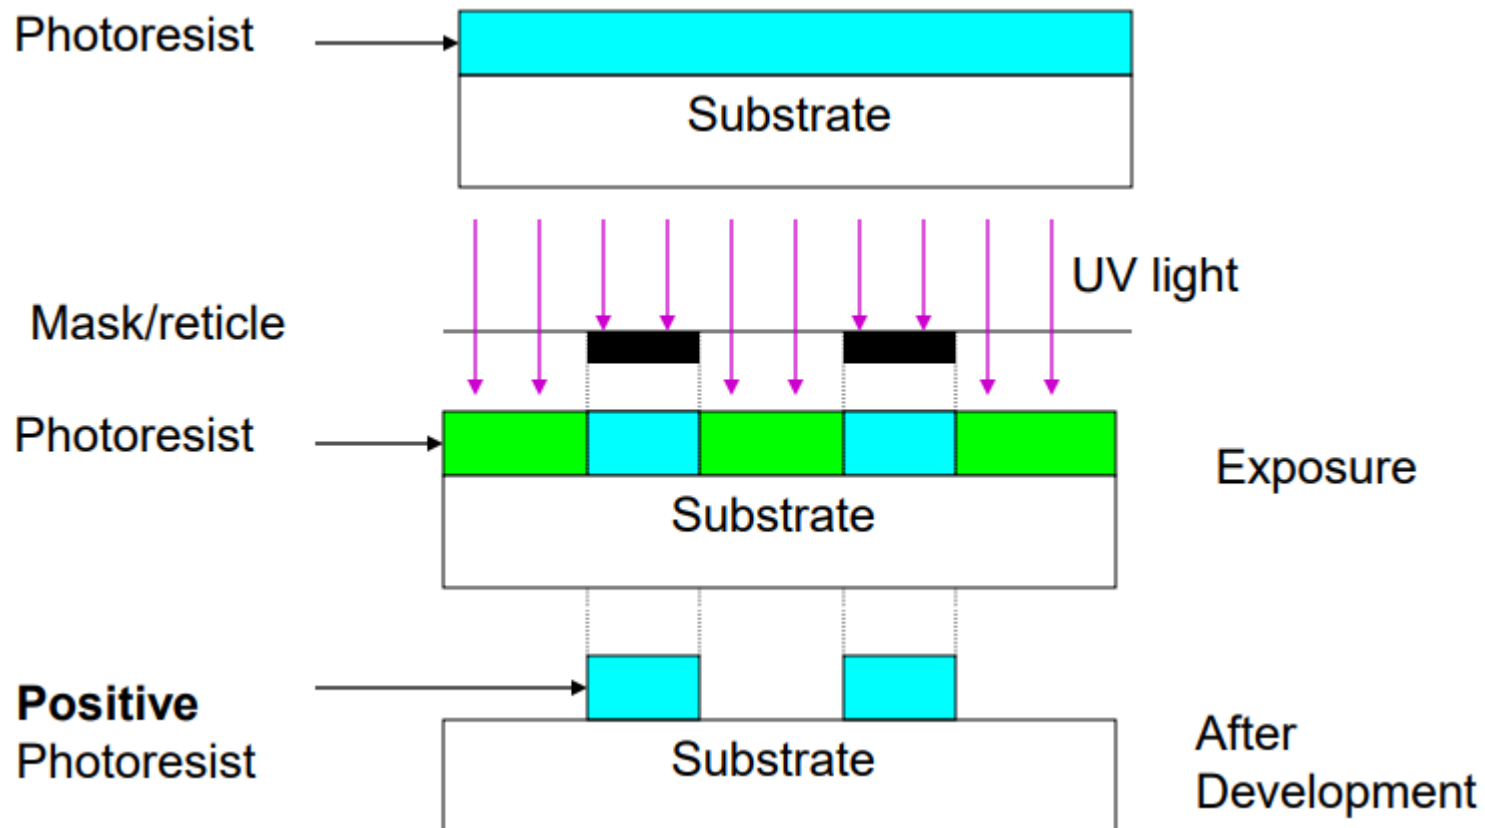 Photoresist
Substrate
UV light
Mask/reticle
Photoresist
Exposure
Substrate
Positive
Photoresist
Substrate
After
Development